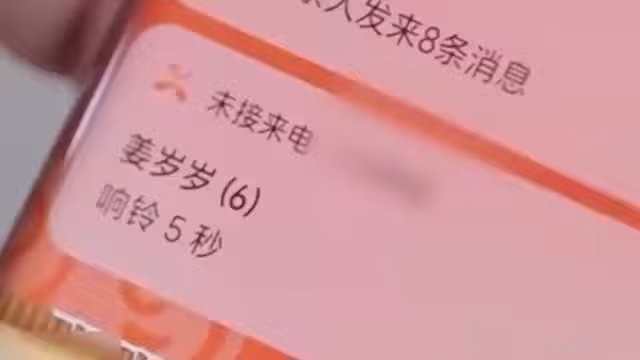 人发来8条消息
未接来电
姜岁岁 (6)
响铃 5 秒